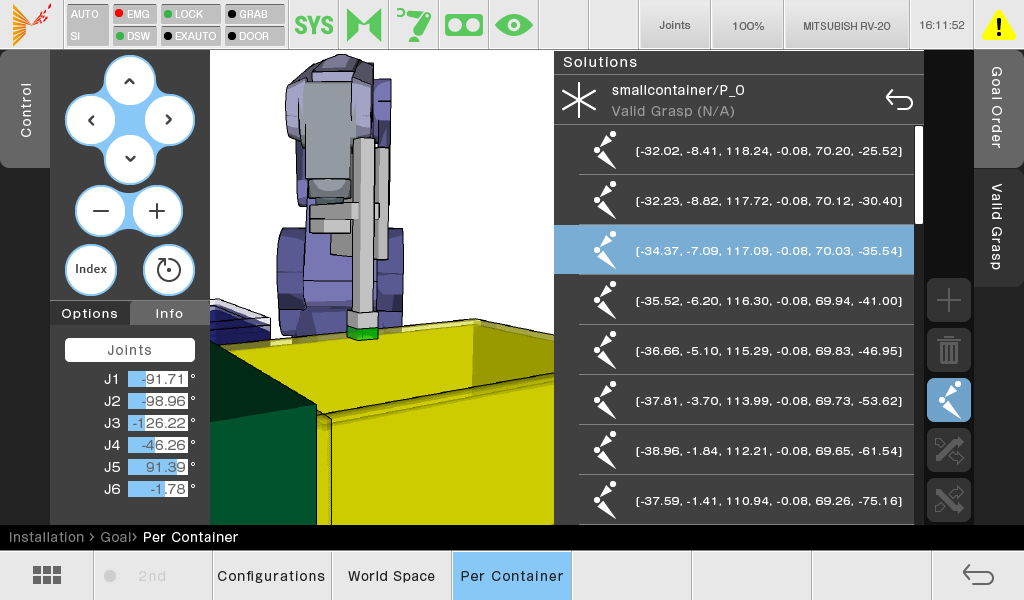 AUTO
SI
EMG
DSW
LOCK
EXAUTO
GRAB
DOOR
SYS
Joints
100%
MITSUBISH RV-20
16:11:52
Control
Index
Options
Info
Joints
J1 -91.71 °
J2 -98.96 °
J3 -126.22 °
J4 -46.26 °
J5 91.39 °
J6 -1.78 °
Solutions
smallcontainer/P_0
Valid Grasp (N/A)
[-32.02, -8.41, 118.24, -0.08, 70.20, -25.52]
[-32.23, -8.82, 117.72, -0.08, 70.12, -30.40]
[-34.37, -7.09, 117.09, -0.08, 70.03, -35.54]
[-35.52, -6.20, 116.30, -0.08, 69.94, -41.00]
[-36.66, -5.10, 115.29, -0.08, 69.83, -46.95]
[-37.81, -3.70, 113.99, -0.08, 69.73, -53.62]
[-38.96, -1.84, 112.21, -0.08, 69.65, -61.54]
[-37.59, -1.41, 110.94, -0.08, 69.26, -75.16]
Goal Order
Valid Grasp
Installation > Goal> Per Container
2nd
Configurations
World Space
Per Container